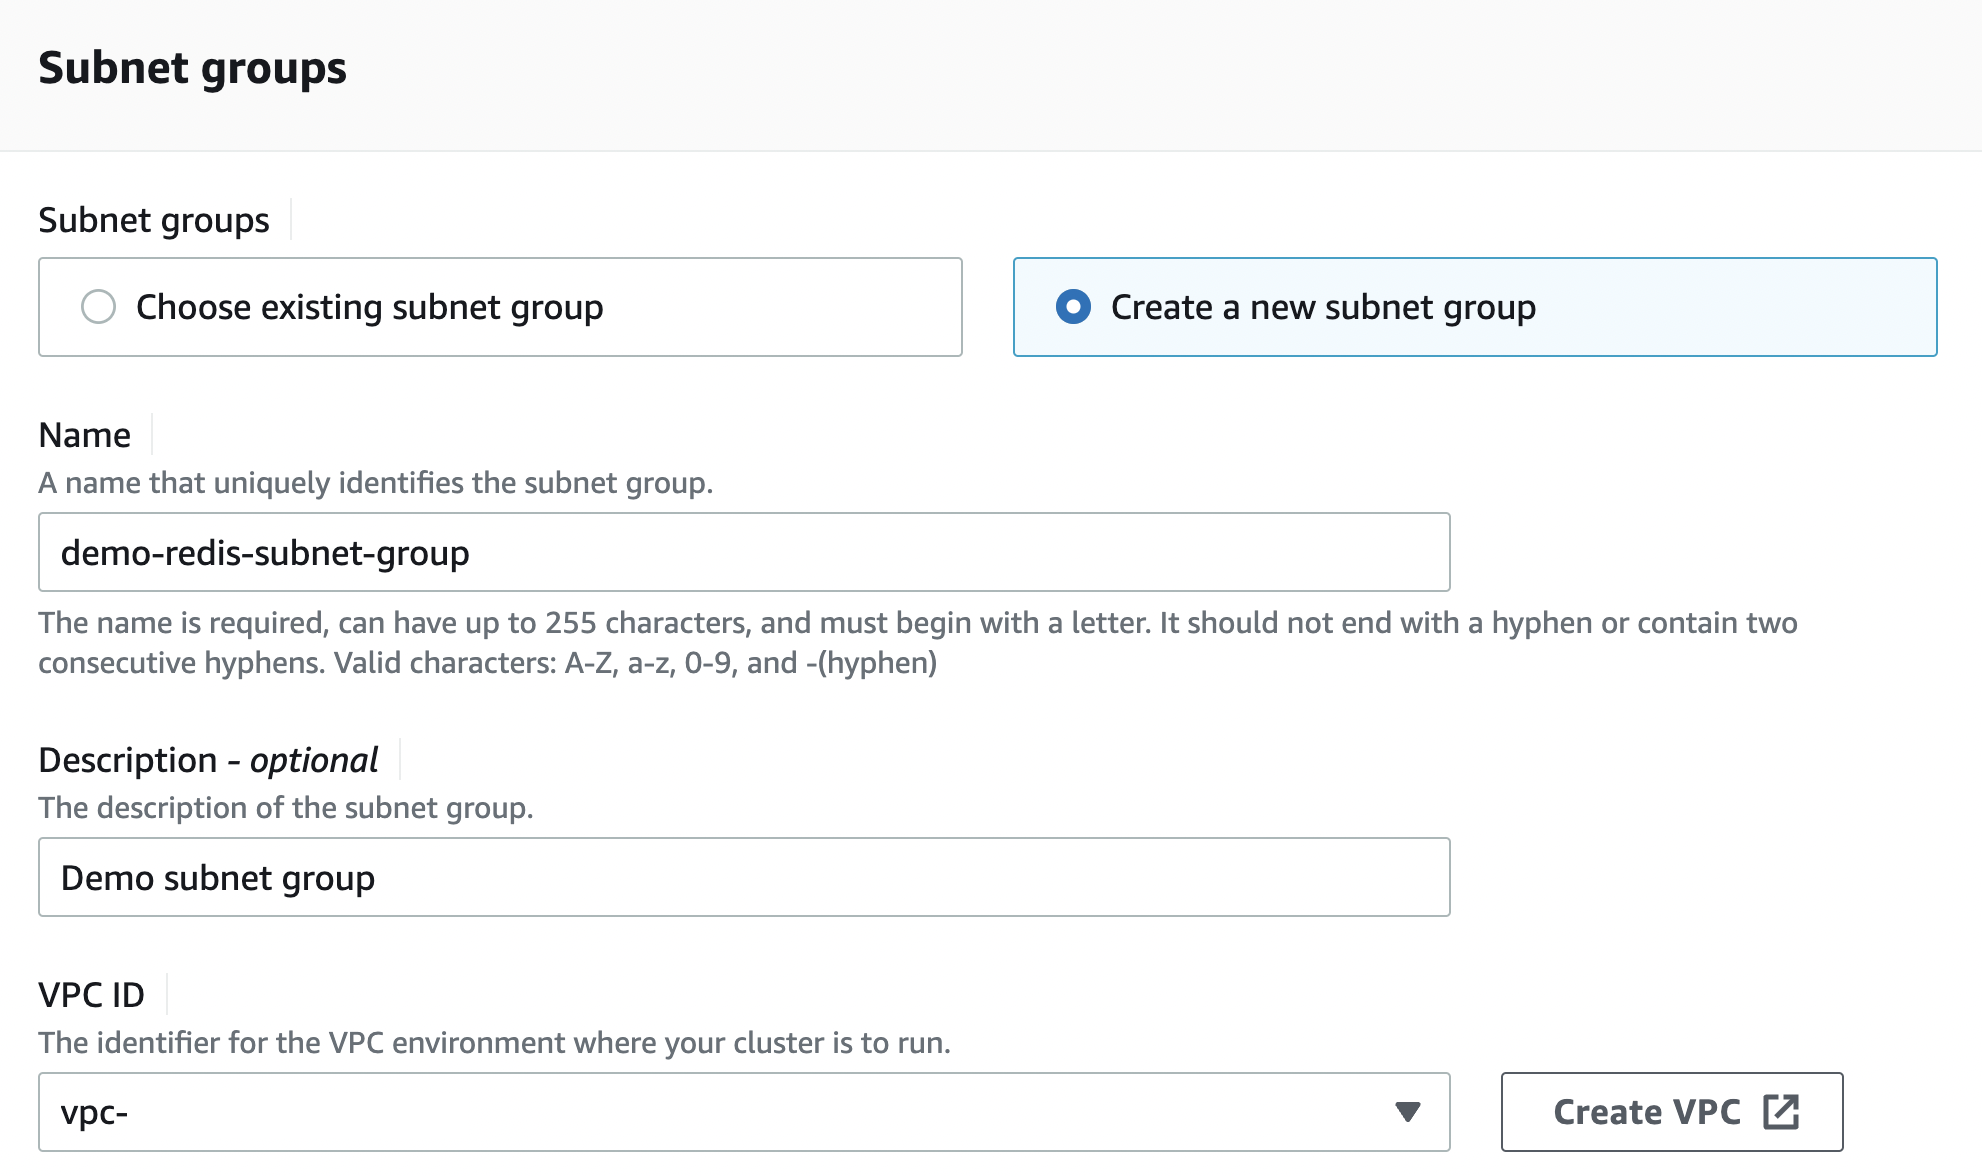 Subnet groups
Subnet groups
Choose existing subnet group
Create a new subnet group
Name
A name that uniquely identifies the subnet group.
demo-redis-subnet-group
The name is required, can have up to 255 characters, and must begin with a letter. It should not end with a hyphen or contain two
consecutive hyphens. Valid characters: A-Z, a-z, 0-9, and -(hyphen)
Description - optional
The description of the subnet group.
Demo subnet group
VPC ID
The identifier for the VPC environment where your cluster is to run.
vpc-
Create VPC